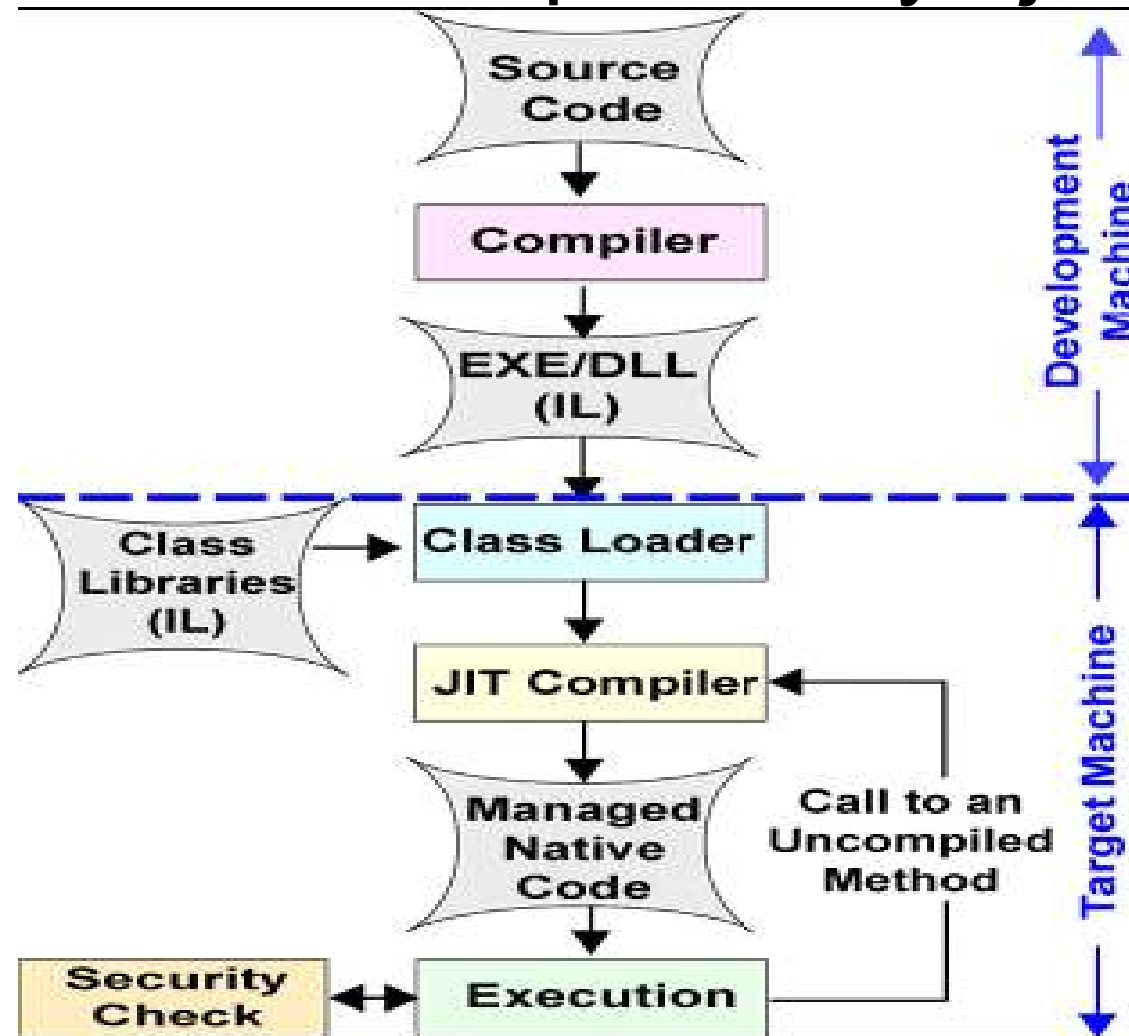 Source
Code
Compiler
EXE/DLL
(IL)
Development
Machine
Class
Libraries
(IL)
Class Loader
JIT Compiler
Managed
Native
Code
Call to an
Uncompiled
Method
Security
Check
Execution
Target Machine